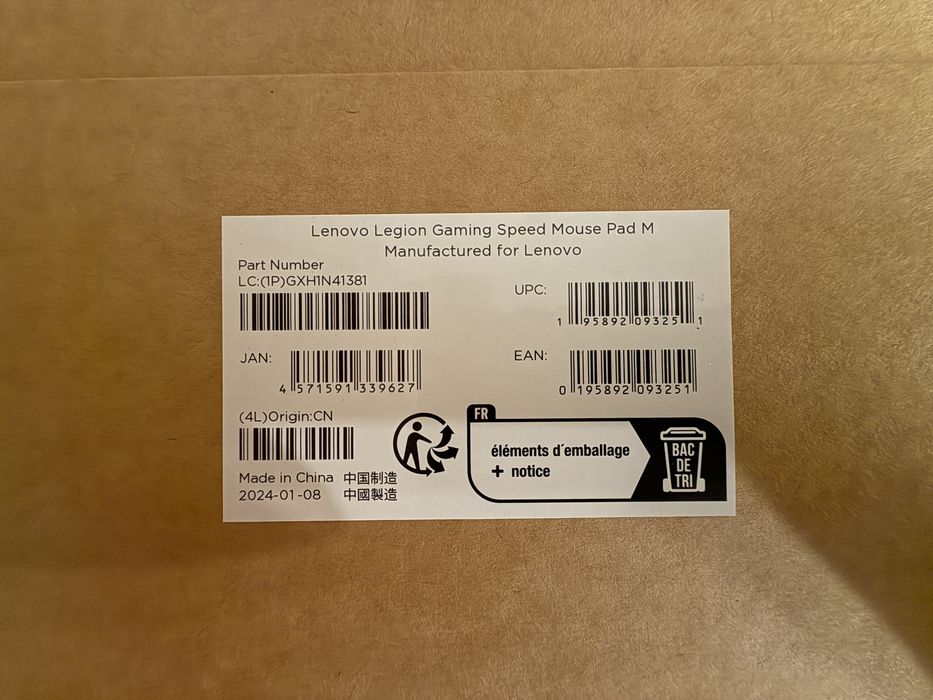 Lenovo Legion Gaming Speed Mouse Pad M
Manufactured for Lenovo
Part Number
LC:(1P)GXH1N41381
UPC:
1 95892 09325 1
JAN:
4 571591 339627
EAN:
0 195892 093251
(4L)Origin:CN
Made in China 中国制造
2024-01-08 中國製造
FR
éléments d´emballage
+ notice
BAC
DE
TRI